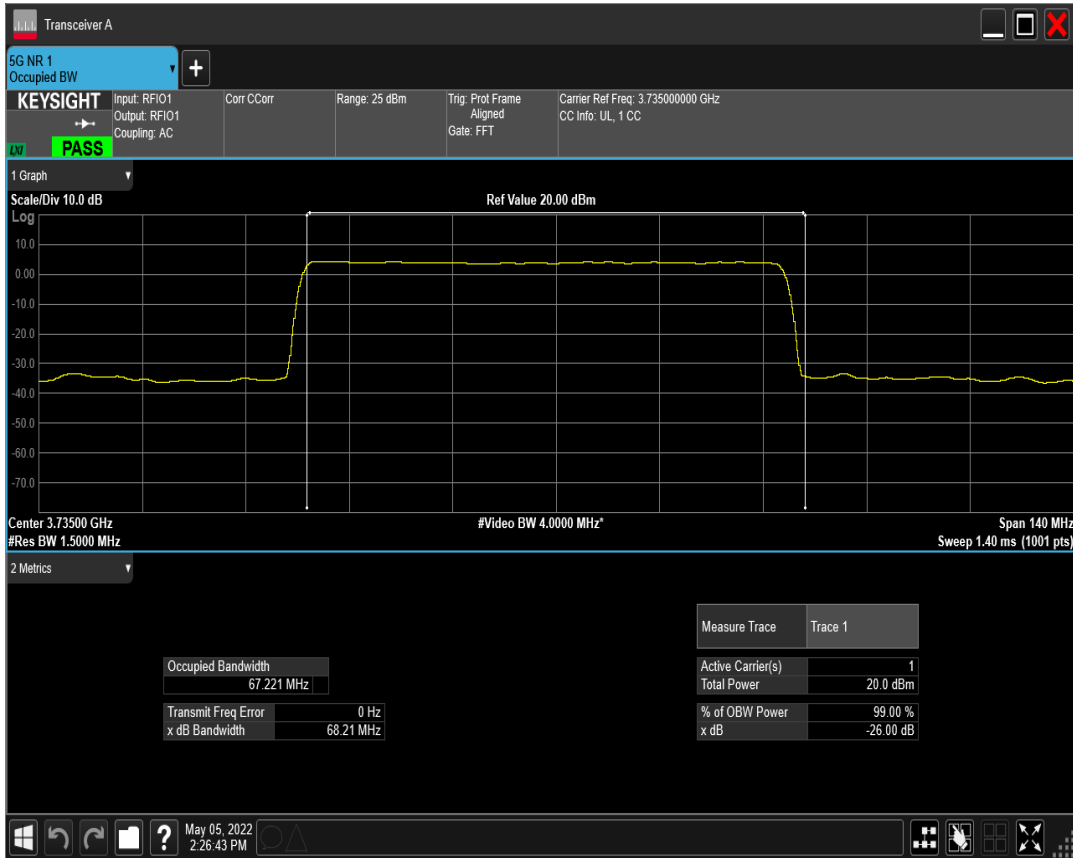 Transceiver A
5G NR 1
Occupied BW
KEYSIGHT
LXI
PASS
Input: RFIO1
Output: RFIO1
Coupling: AC
Corr CCorr
Range: 25 dBm
Trig: Prot Frame
Aligned
Gate: FFT
Carrier Ref Freq: 3.735000000 GHz
CC Info: UL, 1 CC
1 Graph
Scale/Div 10.0 dB
Ref Value 20.00 dBm
Log
10.0
0.00
-10.0
-20.0
-30.0
-40.0
-50.0
-60.0
-70.0
Center 3.73500 GHz
#Video BW 4.0000 MHz*
Span 140 MHz
#Res BW 1.5000 MHz
Sweep 1.40 ms (1001 pts)
2 Metrics
Measure Trace Trace 1
Occupied Bandwidth
67.221 MHz
Active Carrier(s) 1
Total Power 20.0 dBm
Transmit Freq Error 0 Hz
x dB Bandwidth 68.21 MHz
% of OBW Power 99.00 %
x dB -26.00 dB
?
May 05, 2022
2:26:43 PM